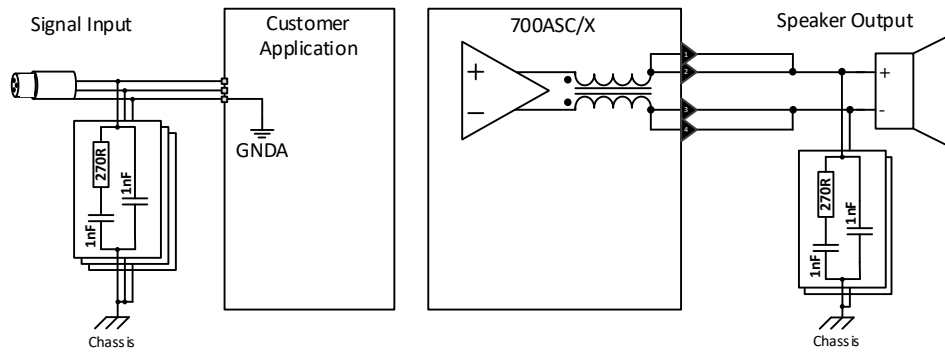 Signal Input
Customer
Application
GNDA
270R
1nF
1nF
Chassis
700ASC/X
+
-
1
2
3
4
Speaker Output
+
-
270R
1nF
1nF
Chassis